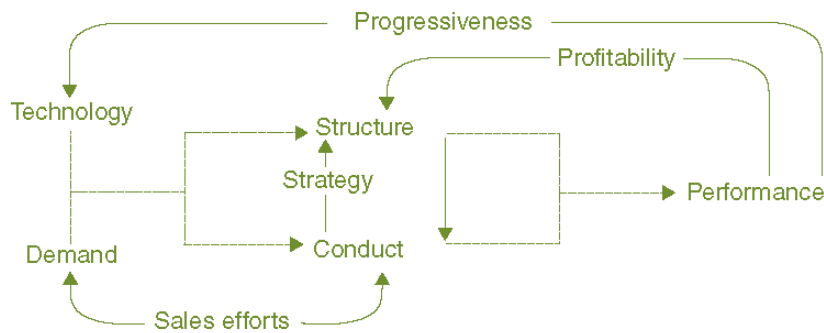 Progressiveness
Profitability
Technology
Structure
Strategy
Performance
Demand
Conduct
Sales efforts